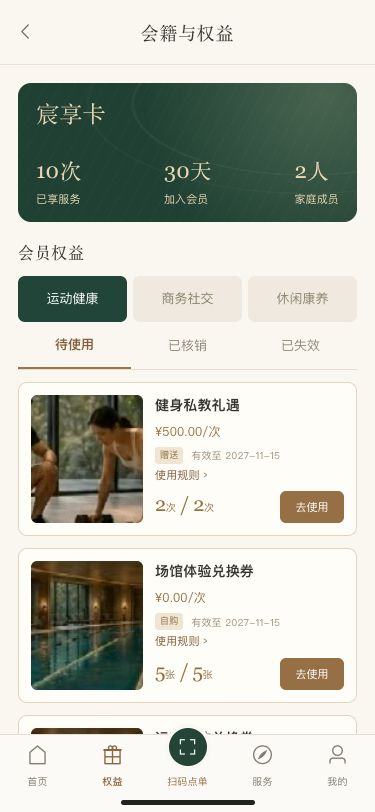 会籍与权益
宸享卡
10次
30天
2人
已享服务
加入会员
家庭成员
会员权益
运动健康
商务社交
休闲康养
待使用
已核销
已失效
健身私教礼遇
¥500.00/次
赠送 有效至 2027-11-15
使用规则 >
2次 / 2次
去使用
场馆体验兑换券
¥0.00/次
自购 有效至 2027-11-15
使用规则 >
5张 / 5张
去使用
首页
权益
扫码点单
服务
我的